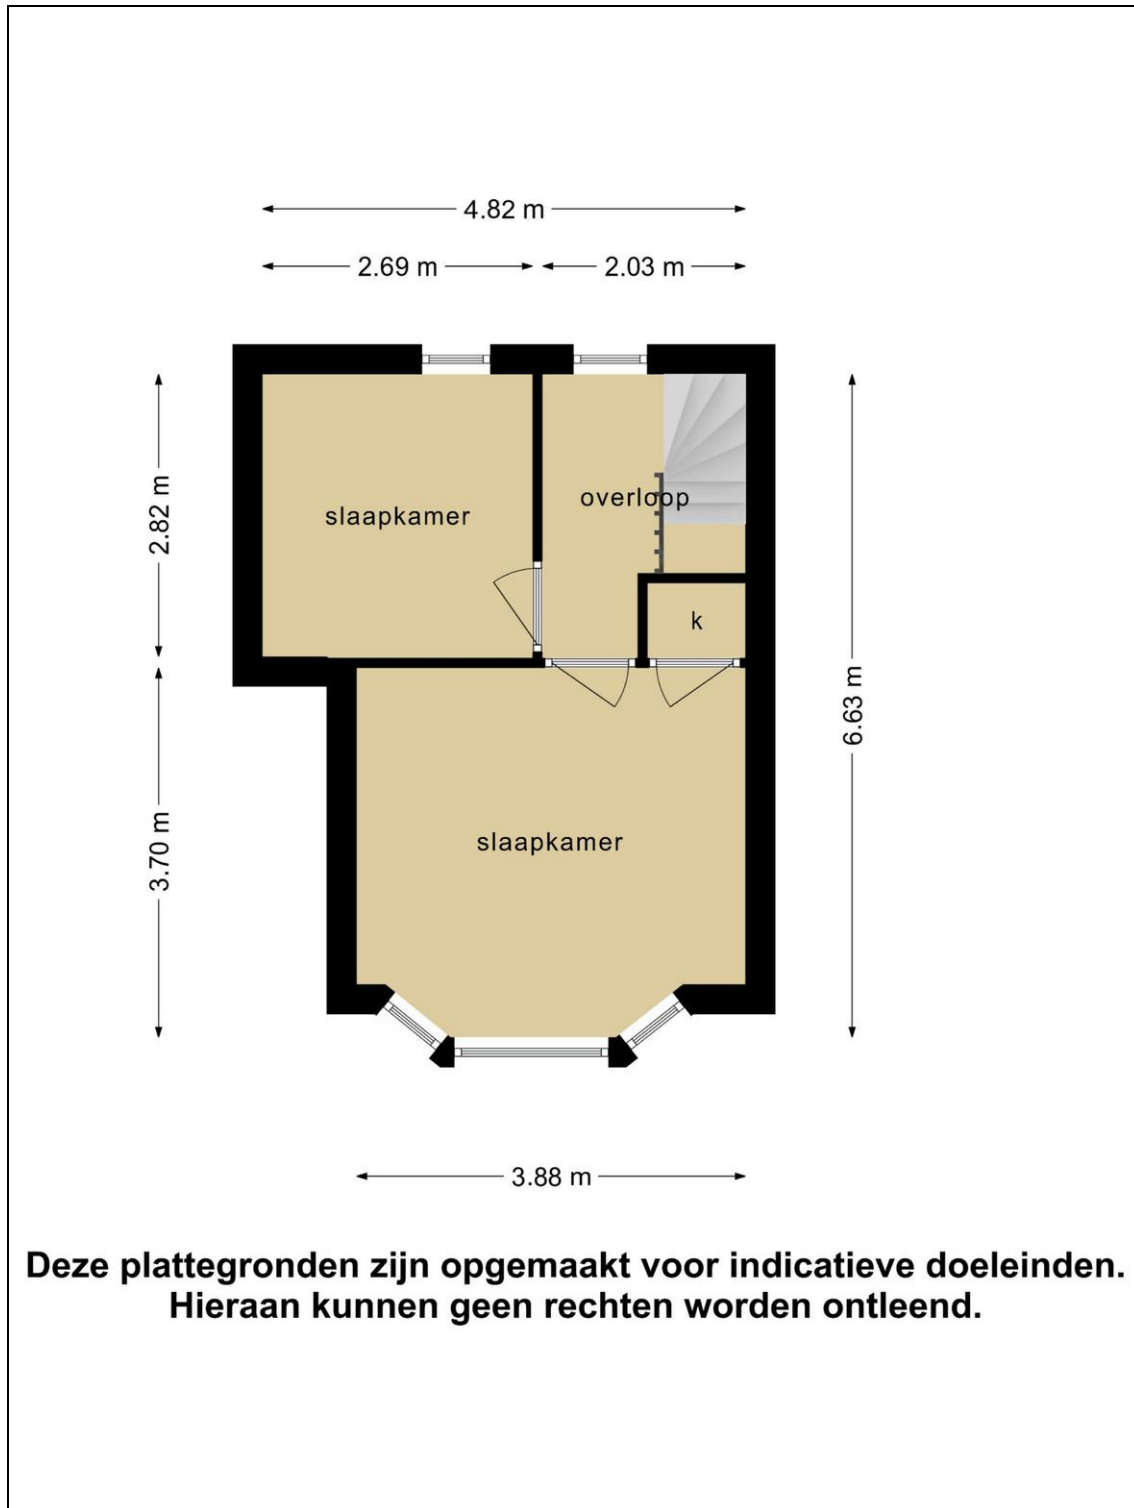 4.82 m
2.69 m
2.03 m
2.82 m
slaapkamer
overloop
k
6.63 m
3.70 m
slaapkamer
3.88 m
Deze plattegronden zijn opgemaakt voor indicatieve doeleinden.
Hieraan kunnen geen rechten worden ontleend.